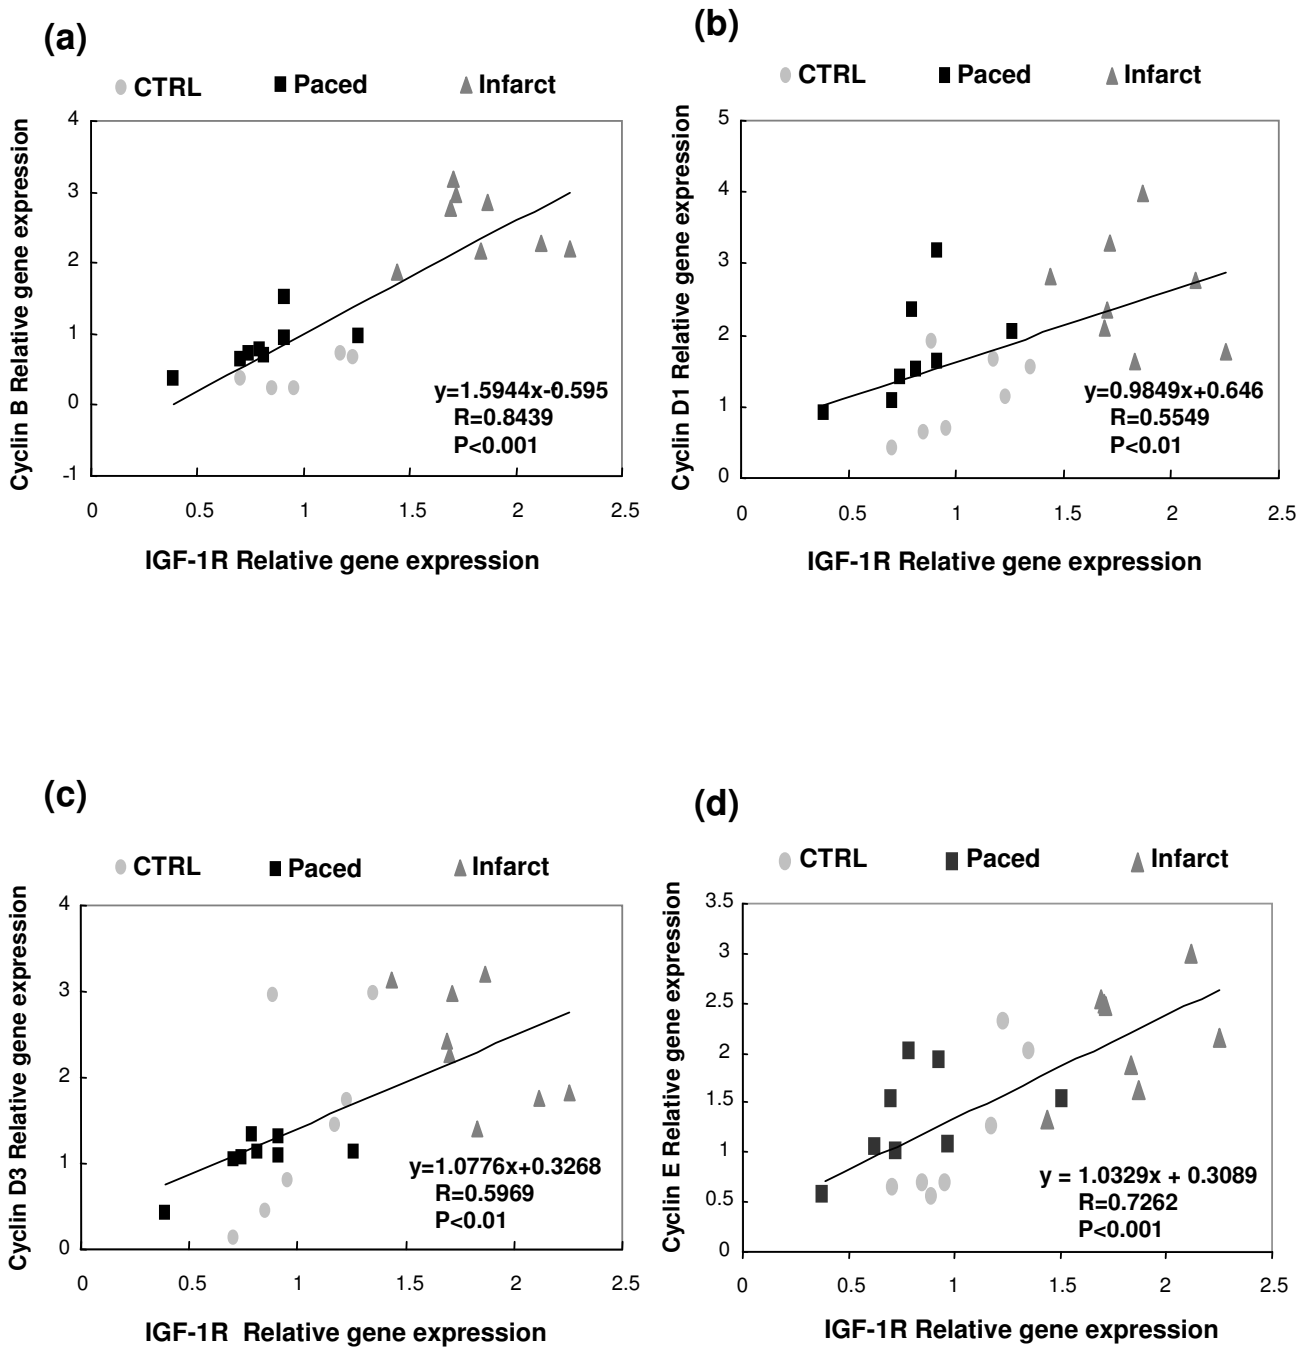 (a)
CTRL Paced Infarct
Cyclin B Relative gene expression
4
3
2
1
0
-1
y=1.5944x-0.595
R=0.8439
P<0.001
0 0.5 1 1.5 2 2.5
IGF-1R Relative gene expression
(b)
CTRL Paced Infarct
Cyclin D1 Relative gene expression
5
4
3
2
1
0
y=0.9849x+0.646
R=0.5549
P<0.01
0 0.5 1 1.5 2 2.5
IGF-1R Relative gene expression
(c)
CTRL Paced Infarct
Cyclin D3 Relative gene expression
4
3
2
1
0
y=1.0776x+0.3268
R=0.5969
P<0.01
0 0.5 1 1.5 2 2.5
IGF-1R Relative gene expression
(d)
CTRL Paced Infarct
Cyclin E Relative gene expression
3.5
3
2.5
2
1.5
1
0.5
0
y = 1.0329x + 0.3089
R=0.7262
P<0.001
0 0.5 1 1.5 2 2.5
IGF-1R Relative gene expression